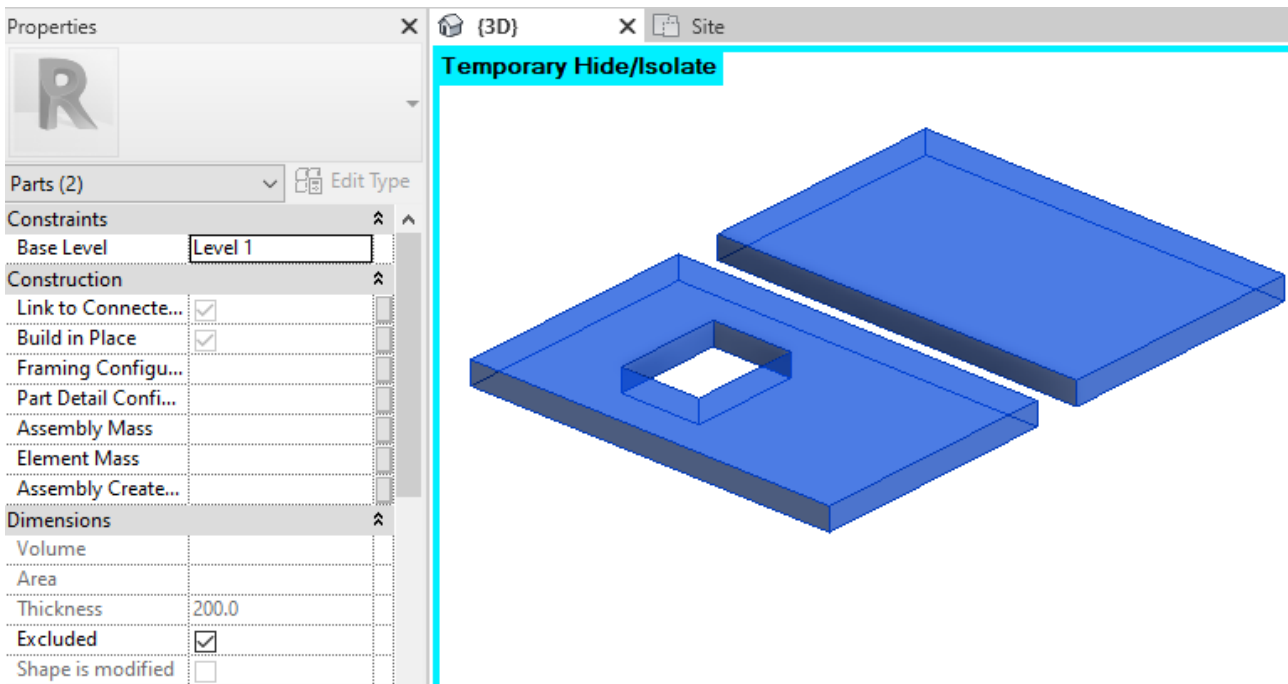 Properties
{3D}
Site
Temporary Hide/Isolate
R
Parts (2)
Edit Type
Constraints
Base Level Level 1
Construction
Link to Connecte...
Build in Place
Framing Configu...
Part Detail Confi...
Assembly Mass
Element Mass
Assembly Create...
Dimensions
Volume
Area
Thickness 200.0
Excluded
Shape is modified